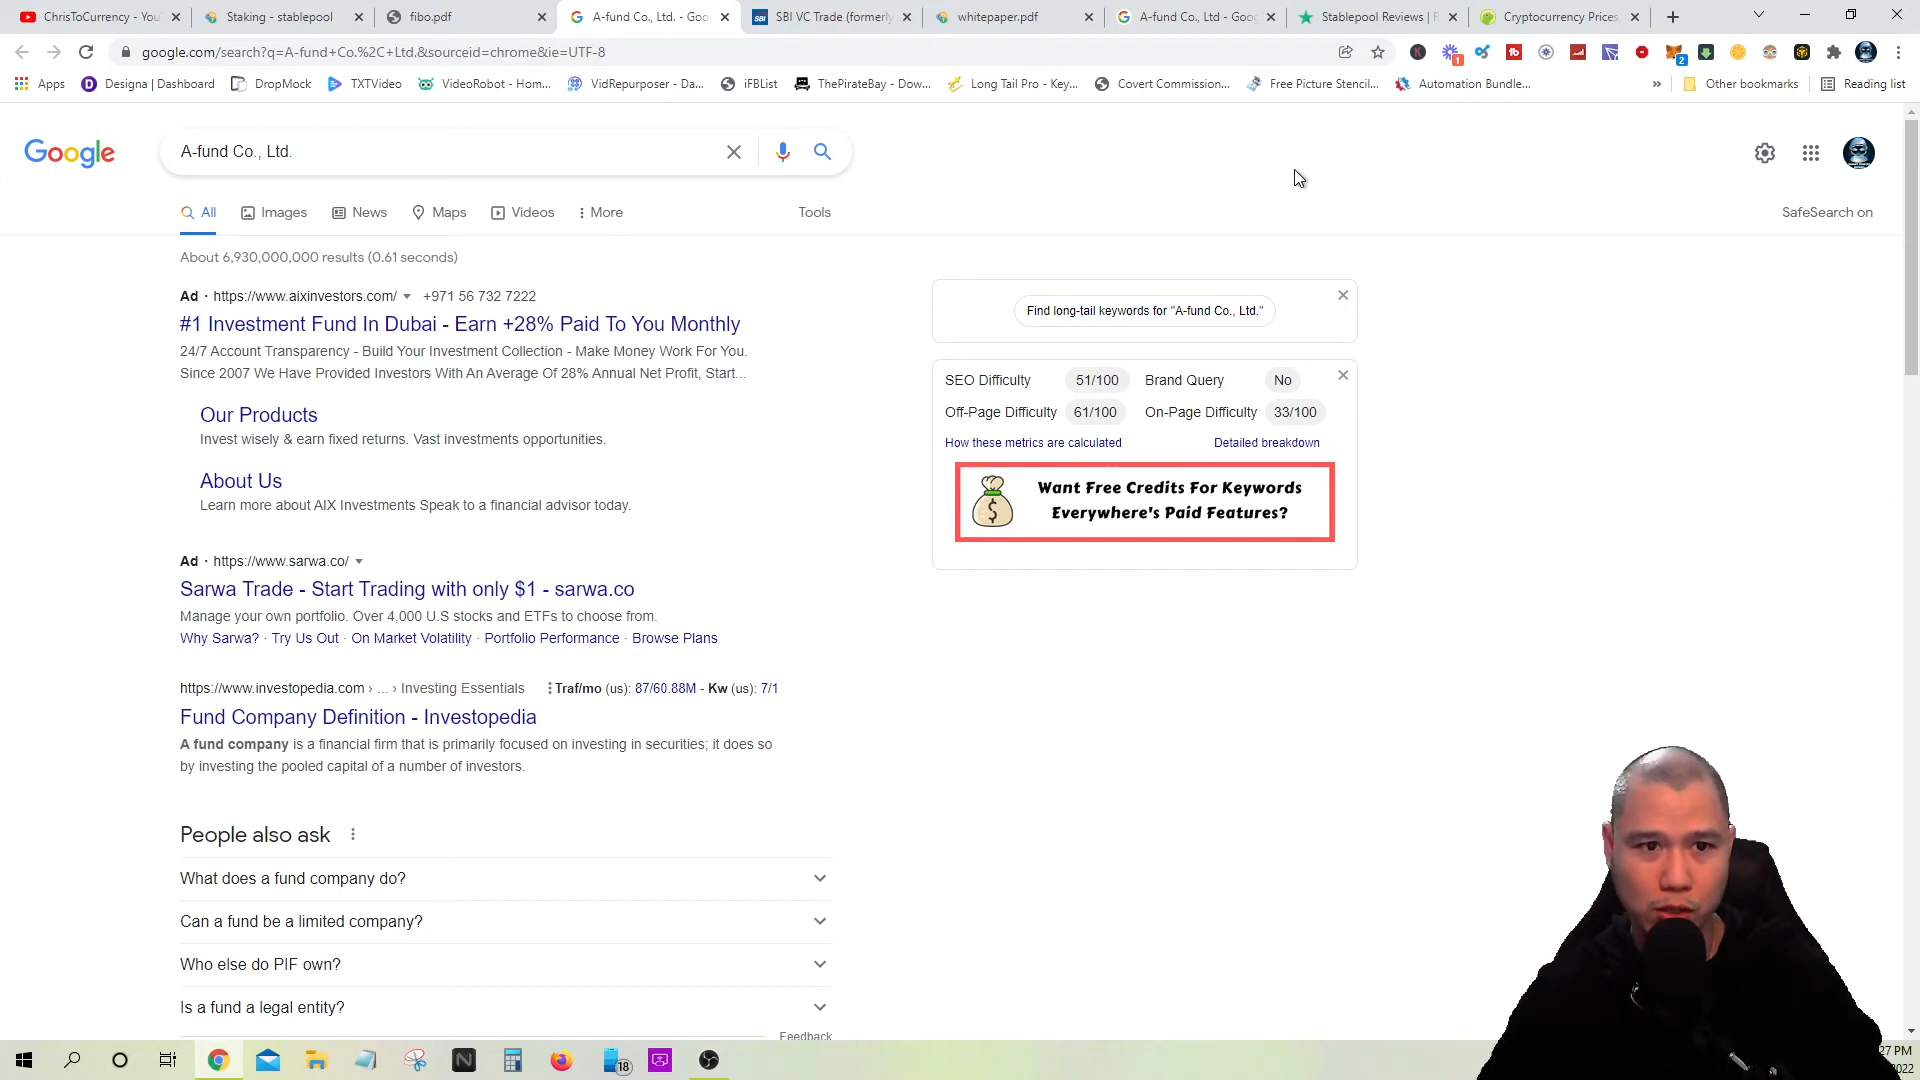 ChrisToCurrency - You
Staking - stablepool
fibo.pdf
A-fund Co., Ltd. - Goo
SBI VC Trade (formerly
whitepaper.pdf
A-fund Co., Ltd - Goog
Stablepool Reviews | R
Cryptocurrency Prices,
google.com/search?q=A-fund+Co.%2C+Ltd.&sourceid=chrome&ie=UTF-8
1
2
Apps
Designa | Dashboard
DropMock
TXTVideo
VideoRobot - Hom...
VidRepurposer - Da...
iFBList
ThePirateBay - Dow...
Long Tail Pro - Key...
Covert Commission...
Free Picture Stencil...
Automation Bundle...
»
Other bookmarks
Reading list
Google
A-fund Co., Ltd.
All
Images
News
Maps
Videos
More
Tools
SafeSearch on
About 6,930,000,000 results (0.61 seconds)
Ad · https://www.aixinvestors.com/ +971 56 732 7222
#1 Investment Fund In Dubai - Earn +28% Paid To You Monthly
24/7 Account Transparency - Build Your Investment Collection - Make Money Work For You.
Since 2007 We Have Provided Investors With An Average Of 28% Annual Net Profit, Start...
Our Products
Invest wisely & earn fixed returns. Vast investments opportunities.
About Us
Learn more about AIX Investments Speak to a financial advisor today.
Ad · https://www.sarwa.co/
Sarwa Trade - Start Trading with only $1 - sarwa.co
Manage your own portfolio. Over 4,000 U.S stocks and ETFs to choose from.
Why Sarwa? · Try Us Out · On Market Volatility · Portfolio Performance · Browse Plans
https://www.investopedia.com › ... › Investing Essentials
Traf/mo (us): 87/60.88M - Kw (us): 7/1
Fund Company Definition - Investopedia
A fund company is a financial firm that is primarily focused on investing in securities; it does so
by investing the pooled capital of a number of investors.
People also ask
What does a fund company do?
Can a fund be a limited company?
Who else do PIF own?
Is a fund a legal entity?
Feedback
Find long-tail keywords for "A-fund Co., Ltd."
SEO Difficulty 51/100 Brand Query No
Off-Page Difficulty 61/100 On-Page Difficulty 33/100
How these metrics are calculated
Detailed breakdown
Want Free Credits For Keywords
Everywhere's Paid Features?
18
27 PM
2022